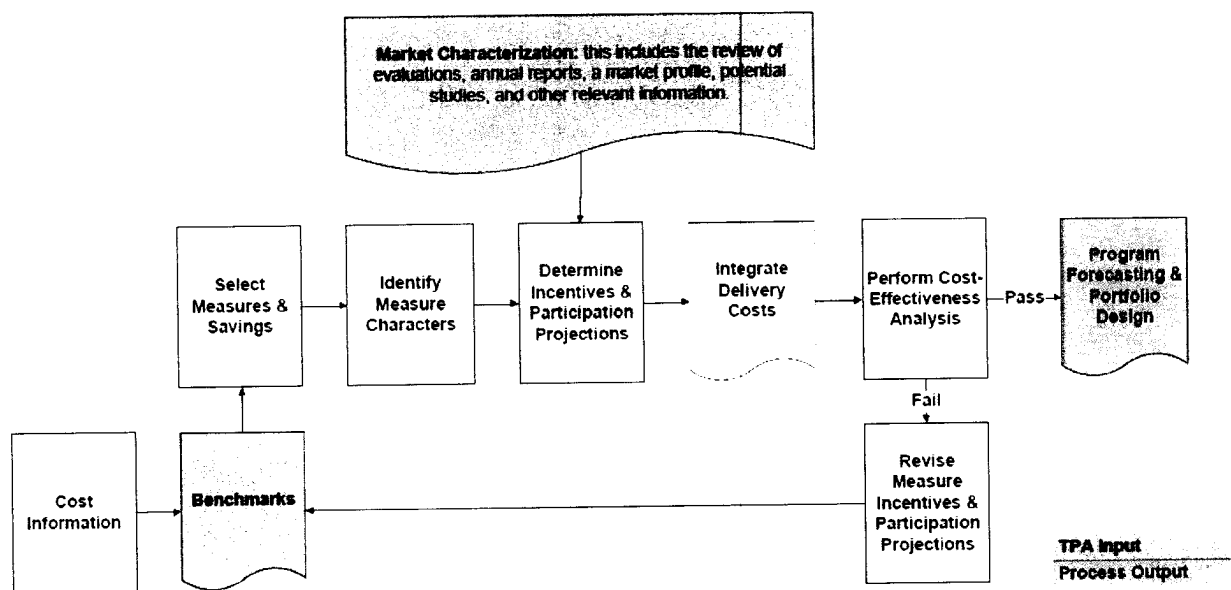 Market Characterization: this includes the review of
evaluations, annual reports, a market profile, potential
studies, and other relevant information.
Select
Measures &
Savings
Identify
Measure
Characters
Determine
Incentives &
Participation
Projections
Integrate
Delivery
Costs
Perform Cost-
Effectiveness
Analysis
Pass
Program
Forecasting &
Portfolio
Design
Fail
Cost
Information
Benchmarks
Revise
Measure
Incentives &
Participation
Projections
TPA Input
Process Output